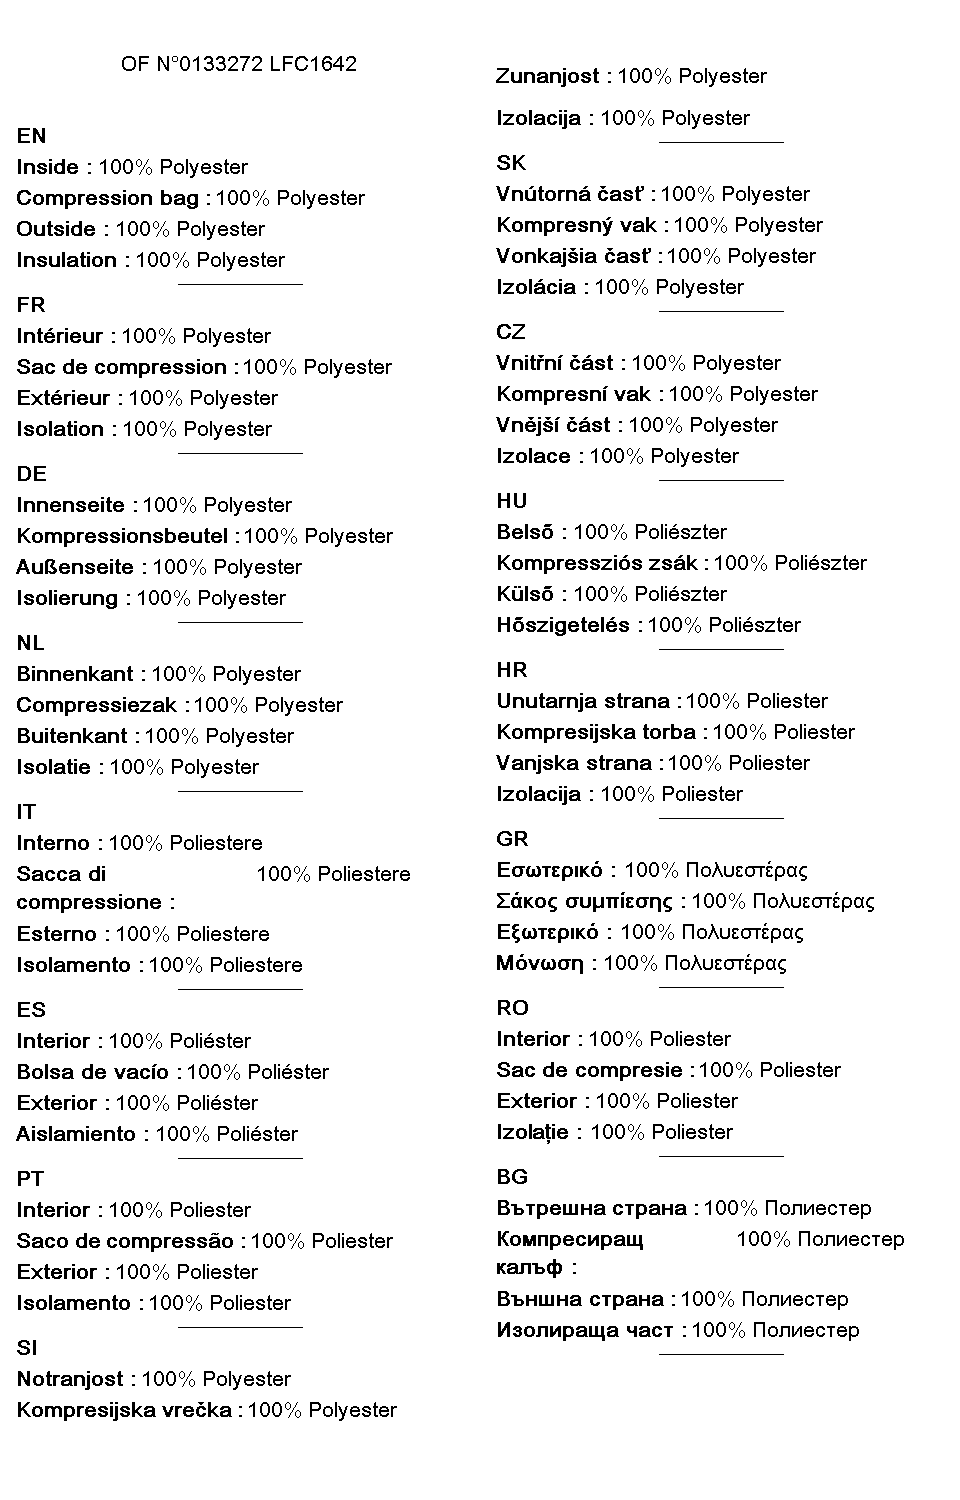 OF N°0133272 LFC1642
EN
Inside : 100% Polyester
Compression bag : 100% Polyester
Outside : 100% Polyester
Insulation : 100% Polyester
FR
Intérieur : 100% Polyester
Sac de compression : 100% Polyester
Extérieur : 100% Polyester
Isolation : 100% Polyester
DE
Innenseite : 100% Polyester
Kompressionsbeutel : 100% Polyester
Außenseite : 100% Polyester
Isolierung : 100% Polyester
NL
Binnenkant : 100% Polyester
Compressiezak : 100% Polyester
Buitenkant : 100% Polyester
Isolatie : 100% Polyester
IT
Interno : 100% Poliestere
Sacca di 100% Poliestere
compressione :
Esterno : 100% Poliestere
Isolamento : 100% Poliestere
ES
Interior : 100% Poliéster
Bolsa de vacío : 100% Poliéster
Exterior : 100% Poliéster
Aislamiento : 100% Poliéster
PT
Interior : 100% Poliester
Saco de compressão : 100% Poliester
Exterior : 100% Poliester
Isolamento : 100% Poliester
SI
Notranjost : 100% Polyester
Kompresijska vrečka : 100% Polyester
Zunanjost : 100% Polyester
Izolacija : 100% Polyester
SK
Vnútorná časť : 100% Polyester
Kompresný vak : 100% Polyester
Vonkajšia časť : 100% Polyester
Izolácia : 100% Polyester
CZ
Vnitřní část : 100% Polyester
Kompresní vak : 100% Polyester
Vnější část : 100% Polyester
Izolace : 100% Polyester
HU
Belsõ : 100% Poliészter
Kompressziós zsák : 100% Poliészter
Külsõ : 100% Poliészter
Hõszigetelés : 100% Poliészter
HR
Unutarnja strana : 100% Poliester
Kompresijska torba : 100% Poliester
Vanjska strana : 100% Poliester
Izolacija : 100% Poliester
GR
Εσωτερικό : 100% Πολυεστέρας
Σάκος συμπίεσης : 100% Πολυεστέρας
Εξωτερικό : 100% Πολυεστέρας
Μόνωση : 100% Πολυεστέρας
RO
Interior : 100% Poliester
Sac de compresie : 100% Poliester
Exterior : 100% Poliester
Izolaţie : 100% Poliester
BG
Вътрешна страна : 100% Полиестер
Компресиращ 100% Полиестер
калъф :
Външна страна : 100% Полиестер
Изолираща част : 100% Полиестер